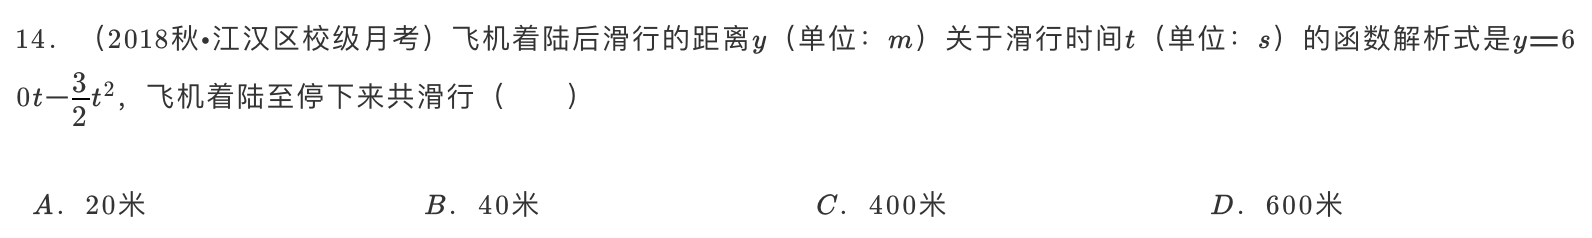 14. （2018秋•江汉区校级月考）飞机着陆后滑行的距离y（单位：m）关于滑行时间t（单位：s）的函数解析式是y=6
0t−\frac{3}{2}t²，飞机着陆至停下来共滑行（　　）
A. 20米　B. 40米　C. 400米　D. 600米